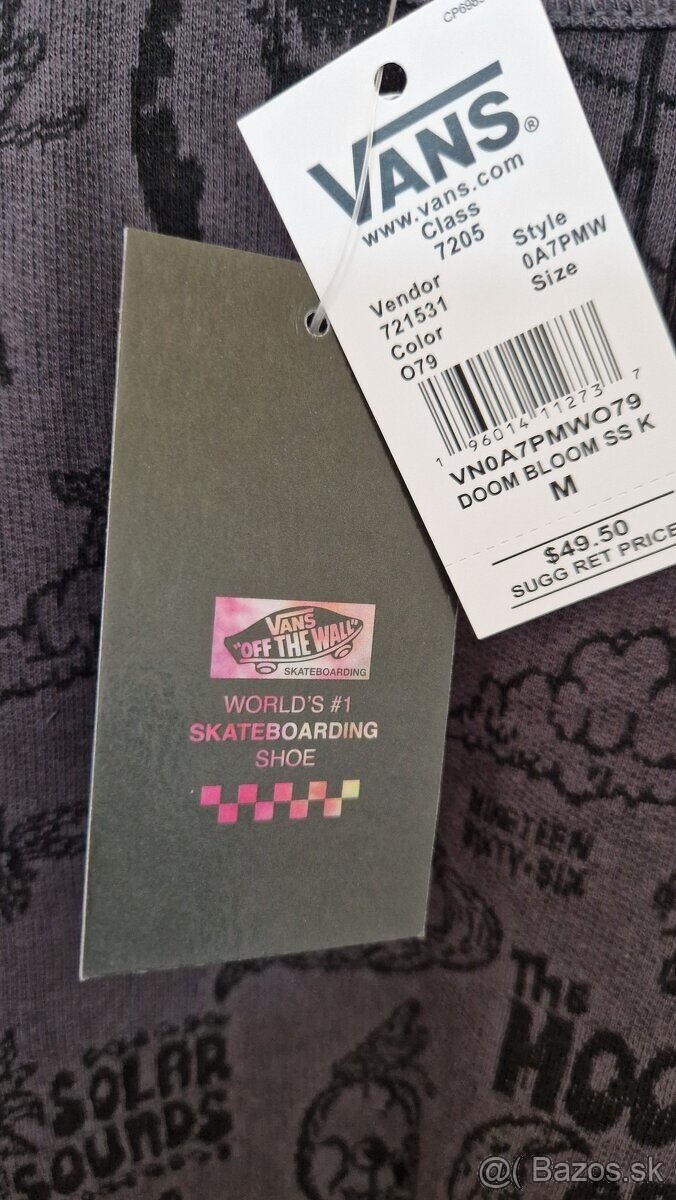 VANS®
www.vans.com
Class
7205
Style
0A7PMW
Vendor
721531
Size
Color
O79
1 96014 11273 7
VN0A7PMWO79
DOOM BLOOM SS K
M
$49.50
SUGG RET PRICE
VANS
"OFF THE WALL"
SKATEBOARDING
WORLD'S #1
SKATEBOARDING
SHOE
NINETEEN
SIXTY-SIX
The
SOLAR
SOUNDS
@( Bazos.sk